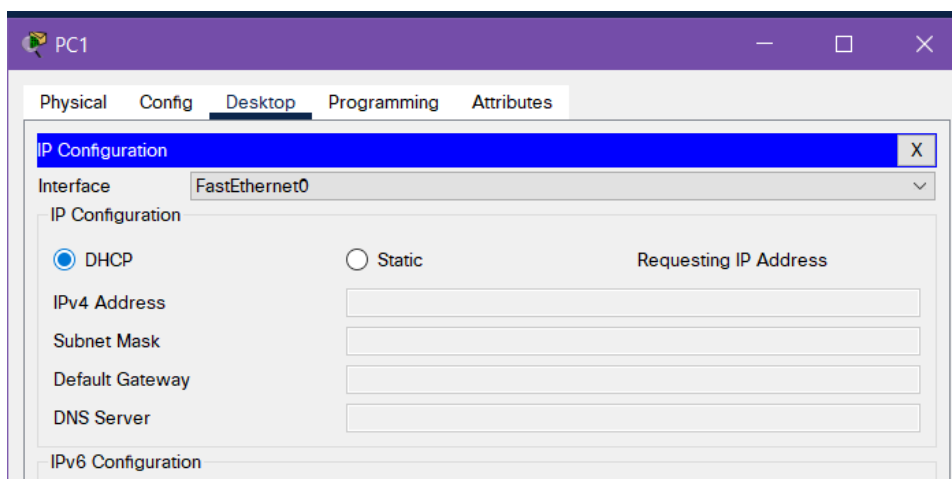 PC1
Physical Config Desktop Programming Attributes
IP Configuration X
Interface FastEthernet0
IP Configuration
DHCP Static Requesting IP Address
IPv4 Address
Subnet Mask
Default Gateway
DNS Server
IPv6 Configuration